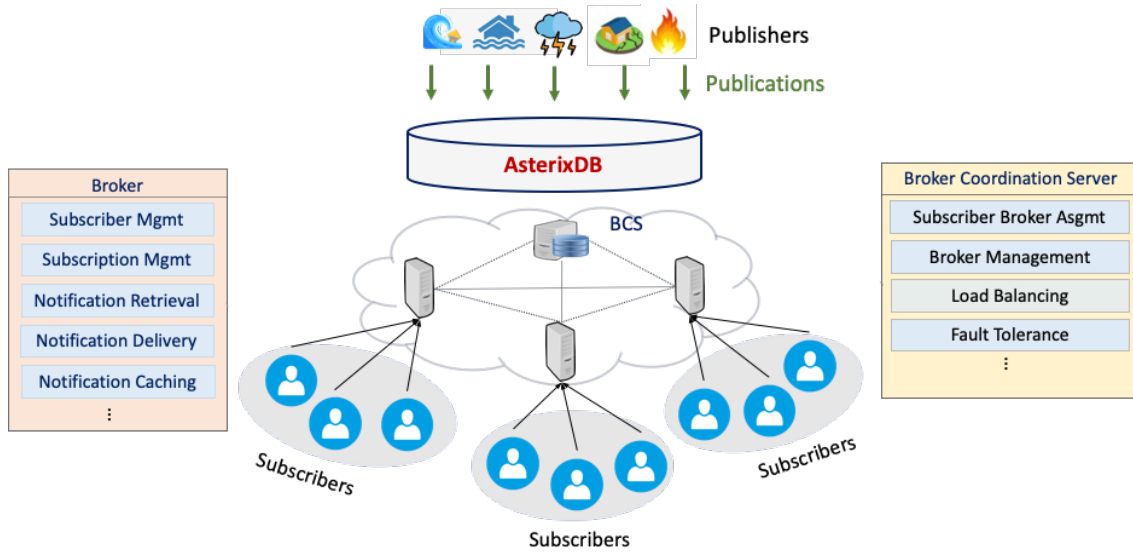 Publishers
Publications
AsterixDB
Broker
Subscriber Mgmt
Subscription Mgmt
Notification Retrieval
Notification Delivery
Notification Caching
⋮
BCS
Broker Coordination Server
Subscriber Broker Asgmt
Broker Management
Load Balancing
Fault Tolerance
⋮
Subscribers
Subscribers
Subscribers